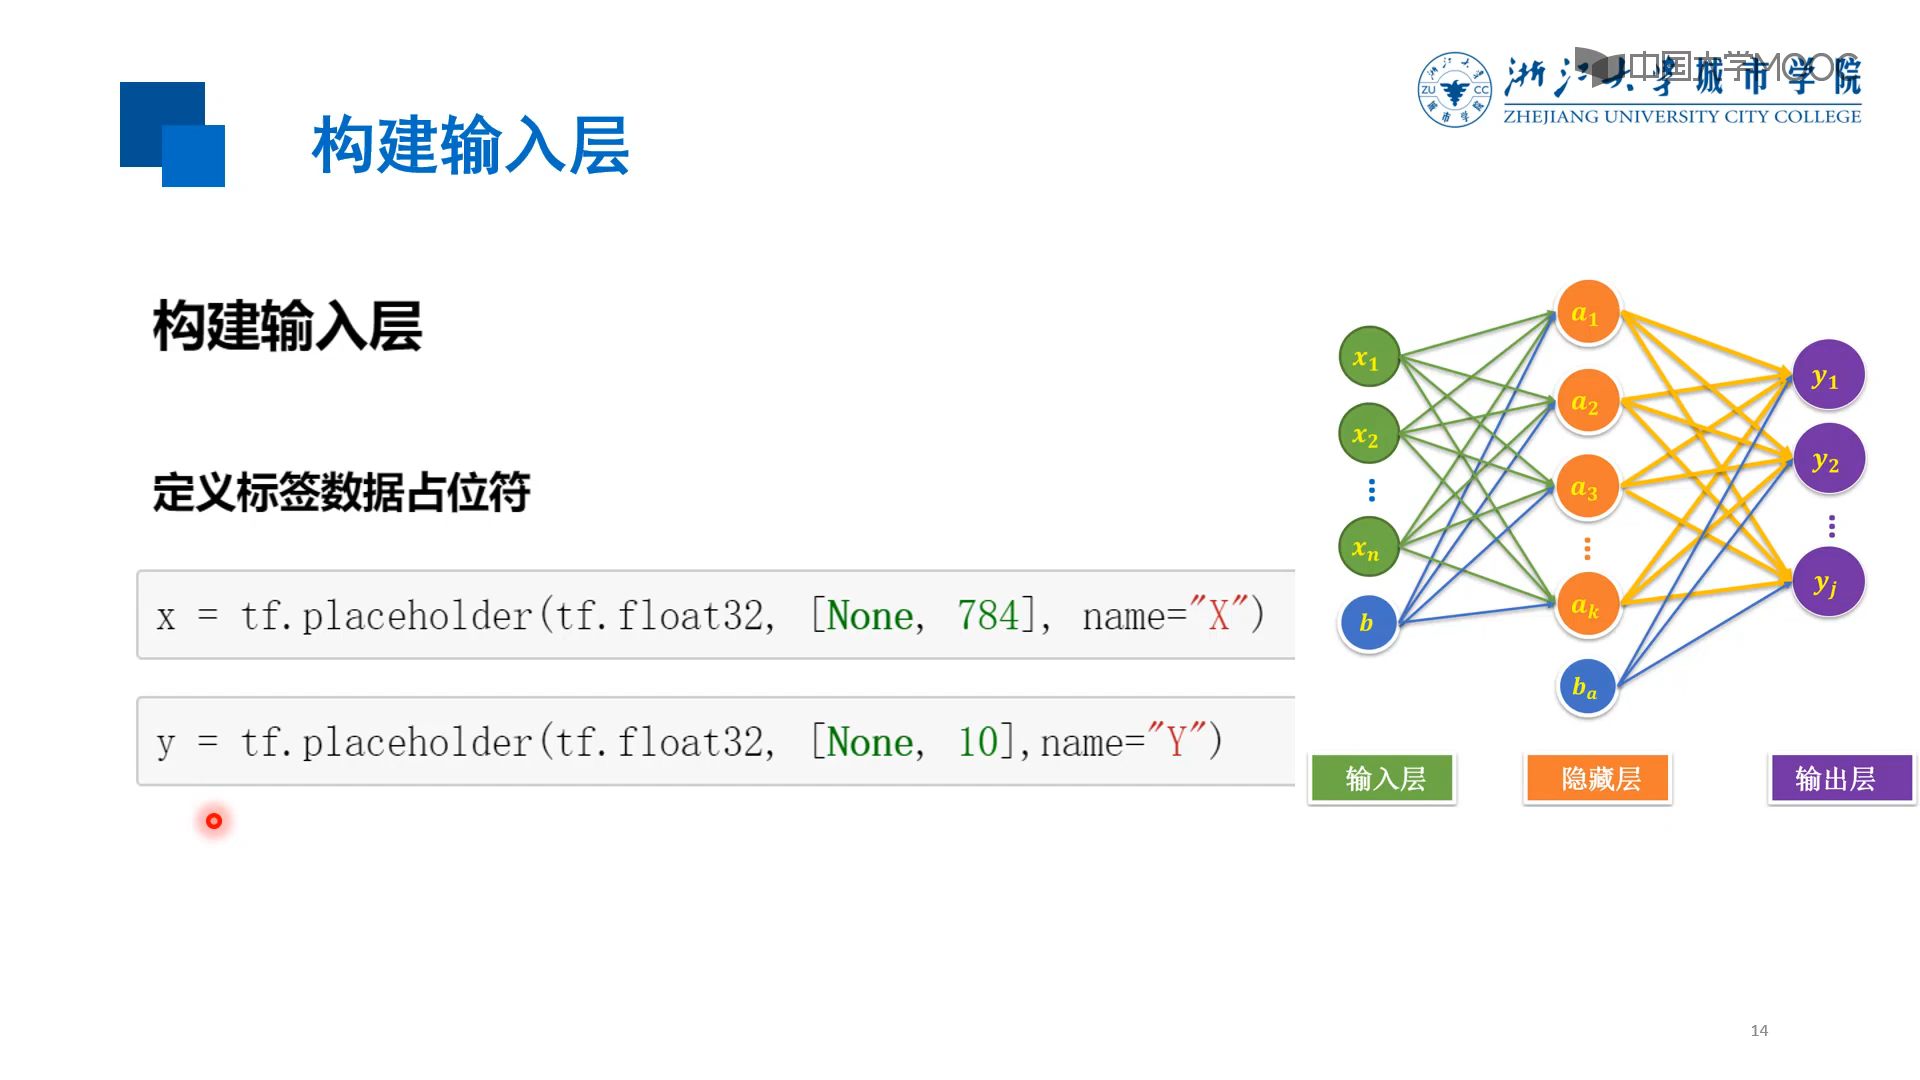 中国大学MOOC
浙江大学城市学院
ZHEJIANG UNIVERSITY CITY COLLEGE
ZU CC
构建输入层
构建输入层
定义标签数据占位符
x = tf.placeholder(tf.float32, [None, 784], name="X")
y = tf.placeholder(tf.float32, [None, 10],name="Y")
x1
x2
xn
b
a1
a2
a3
ak
ba
y1
y2
yj
输入层
隐藏层
输出层
14